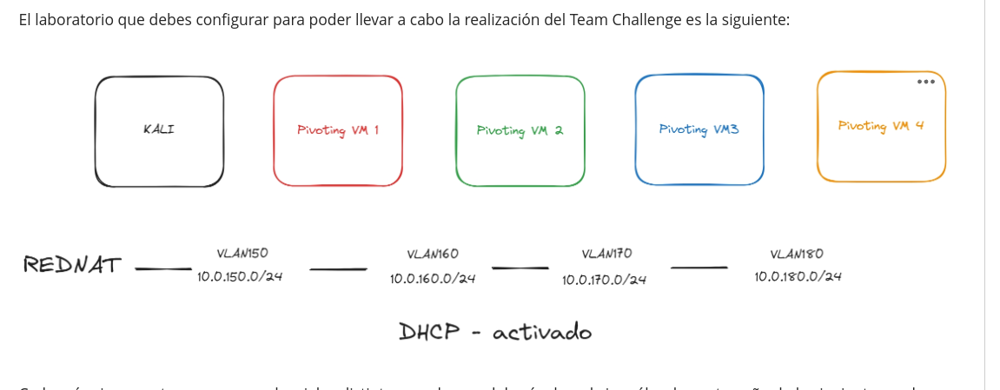 El laboratorio que debes configurar para poder llevar a cabo la realización del Team Challenge es la siguiente:
KALI
Pivoting VM 1
Pivoting VM 2
Pivoting VM3
Pivoting VM 4
REDNAT
VLAN150
10.0.150.0/24
VLAN160
10.0.160.0/24
VLAN170
10.0.170.0/24
VLAN180
10.0.180.0/24
DHCP - activado